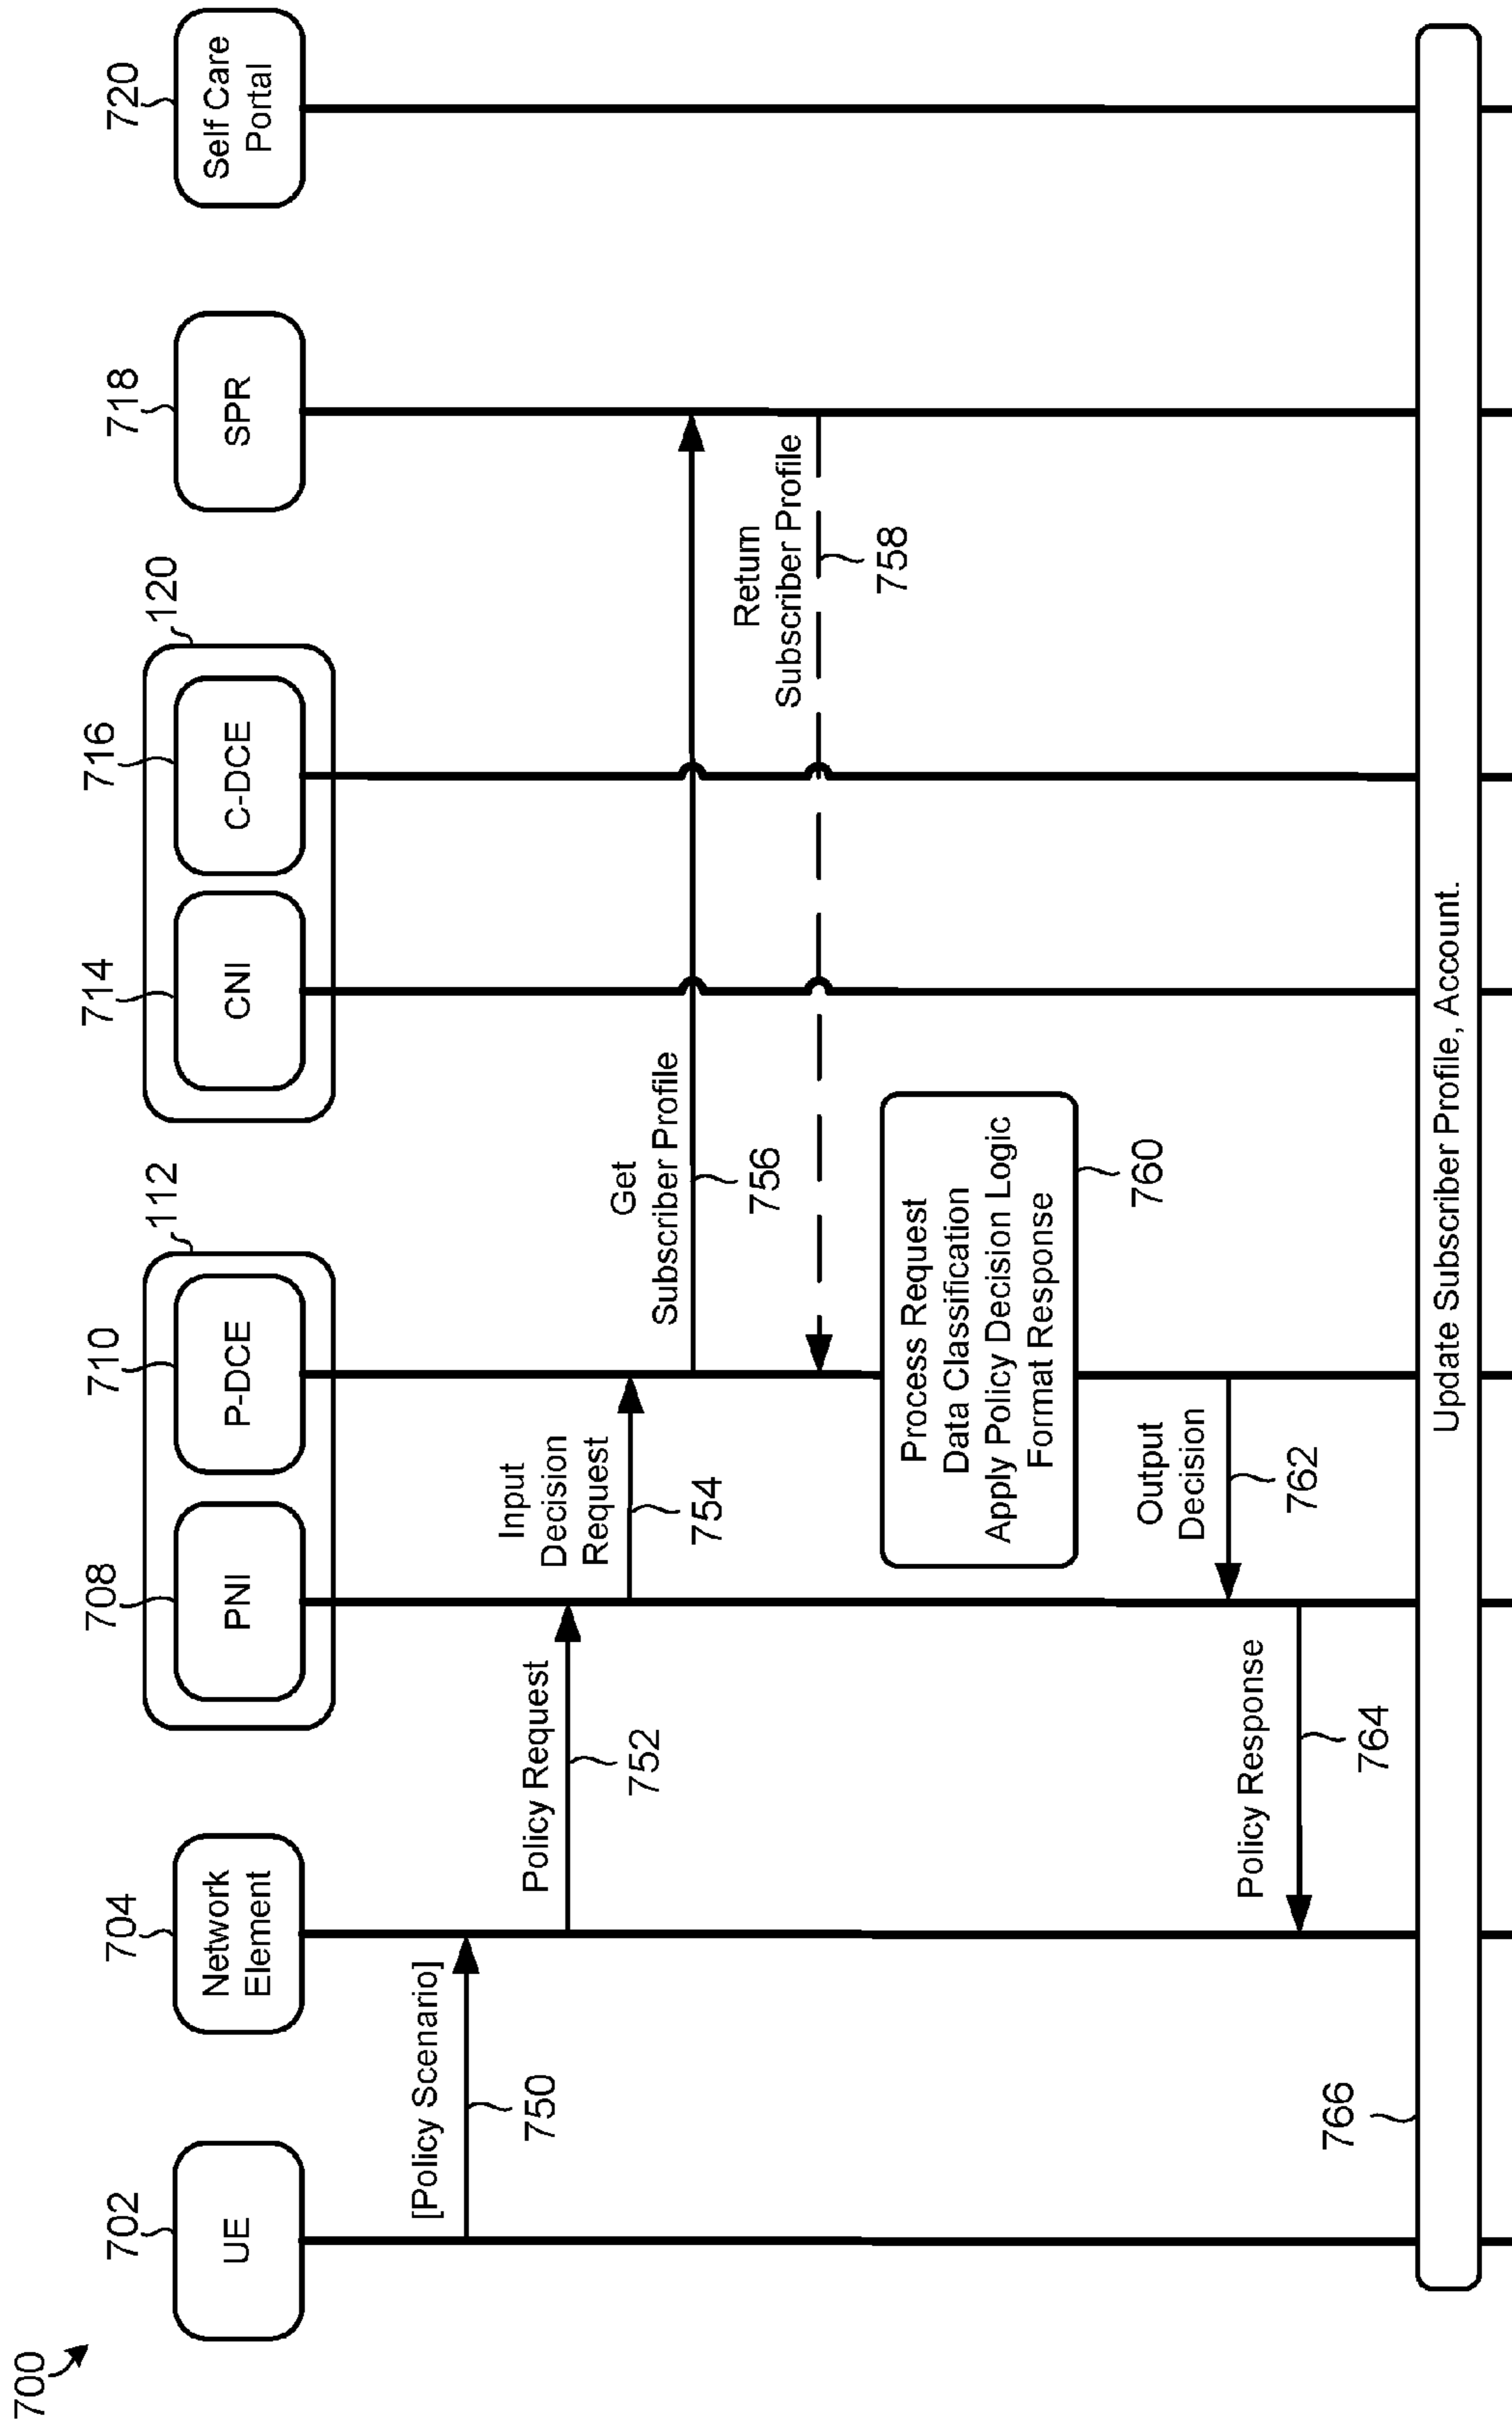 700
702
UE
704
Network
Element
112
708
PNI
710
P-DCE
120
714
CNI
716
C-DCE
718
SPR
720
Self Care
Portal
[Policy Scenario]
750
Policy Request
752
Input
Decision
Request
754
Get
Subscriber Profile
756
Return
Subscriber Profile
758
Process Request
Data Classification
Apply Policy Decision Logic
Format Response
760
Output
Decision
762
Policy Response
764
766
Update Subscriber Profile, Account.